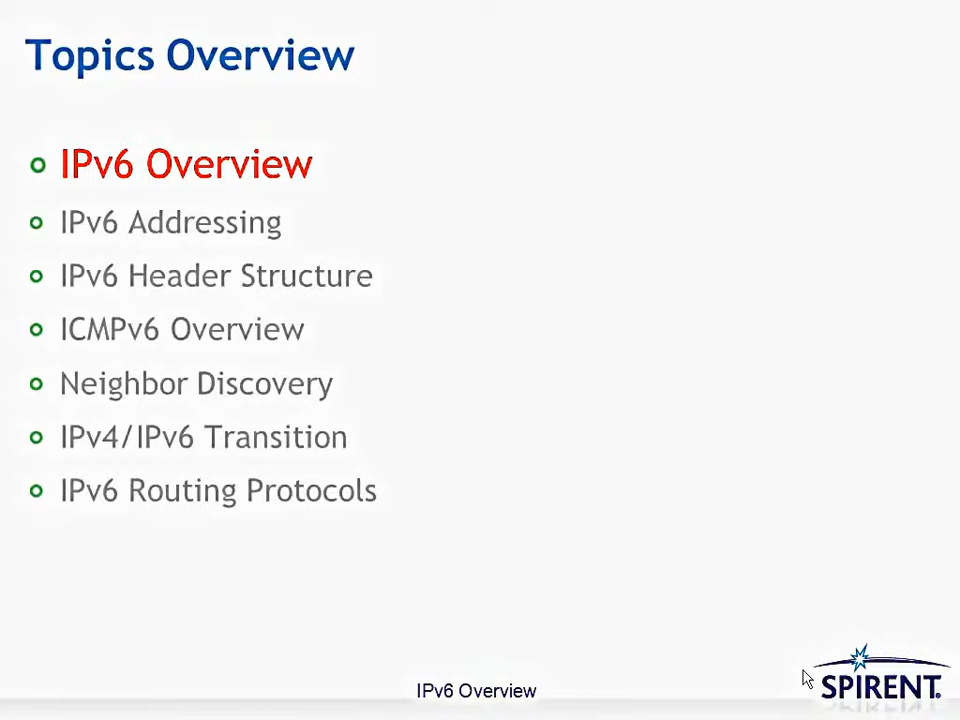 Topics Overview
IPv6 Overview
IPv6 Addressing
IPv6 Header Structure
ICMPv6 Overview
Neighbor Discovery
IPv4/IPv6 Transition
IPv6 Routing Protocols
IPv6 Overview
SPIRENT